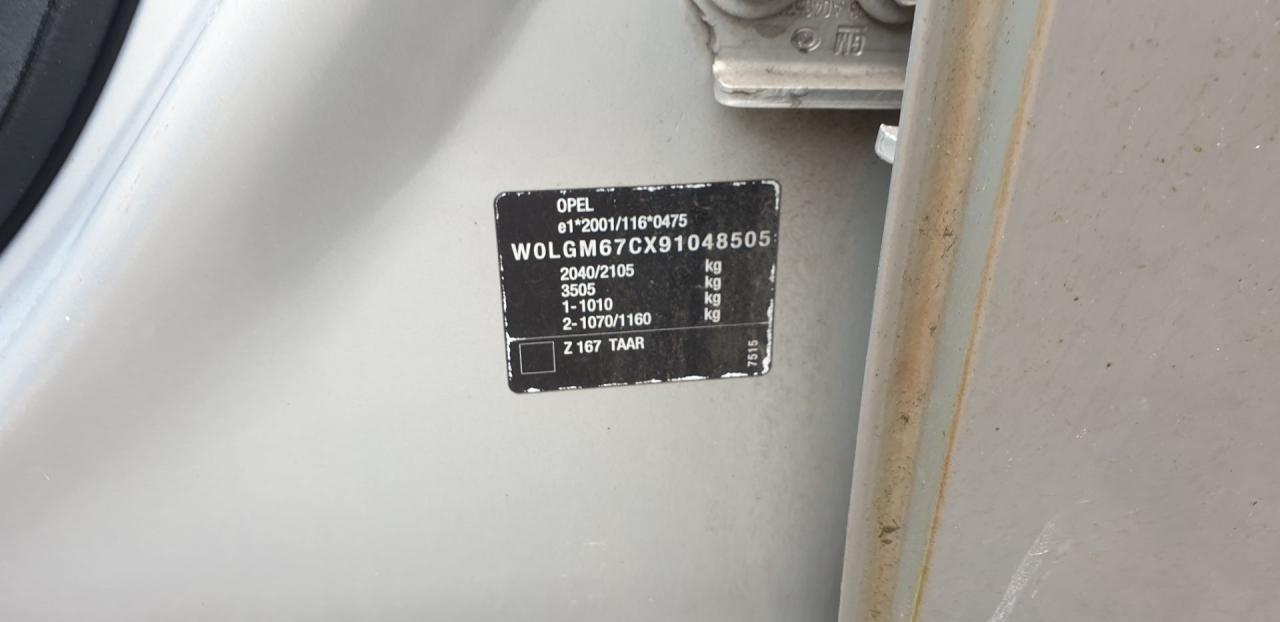 GM
OPEL
e1*2001/116*0475
W0LGM67CX91048505
2040/2105 kg
3505 kg
1-1010 kg
2-1070/1160 kg
Z 167 TAAR
7515